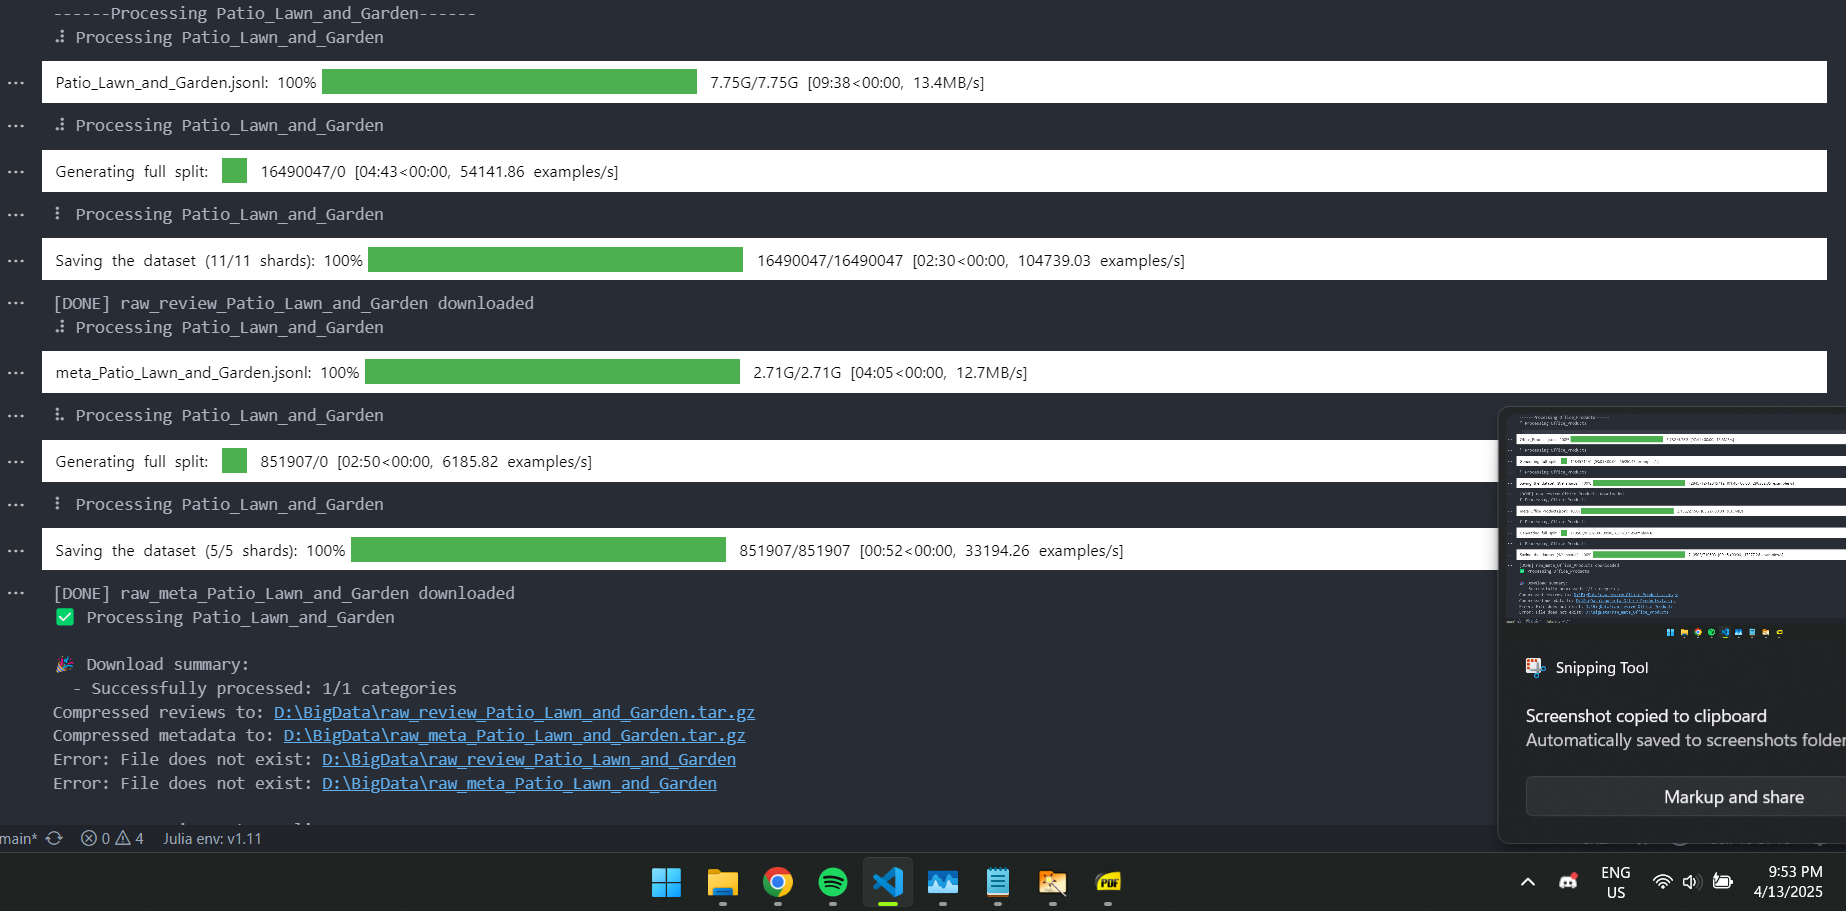 ------Processing Patio_Lawn_and_Garden------
Processing Patio_Lawn_and_Garden
Patio_Lawn_and_Garden.jsonl: 100% 7.75G/7.75G [09:38<00:00, 13.4MB/s]
Processing Patio_Lawn_and_Garden
Generating full split: 16490047/0 [04:43<00:00, 54141.86 examples/s]
Processing Patio_Lawn_and_Garden
Saving the dataset (11/11 shards): 100% 16490047/16490047 [02:30<00:00, 104739.03 examples/s]
[DONE] raw_review_Patio_Lawn_and_Garden downloaded
Processing Patio_Lawn_and_Garden
meta_Patio_Lawn_and_Garden.jsonl: 100% 2.71G/2.71G [04:05<00:00, 12.7MB/s]
Processing Patio_Lawn_and_Garden
Generating full split: 851907/0 [02:50<00:00, 6185.82 examples/s]
Processing Patio_Lawn_and_Garden
Saving the dataset (5/5 shards): 100% 851907/851907 [00:52<00:00, 33194.26 examples/s]
[DONE] raw_meta_Patio_Lawn_and_Garden downloaded
✅ Processing Patio_Lawn_and_Garden
🎉 Download summary:
- Successfully processed: 1/1 categories
Compressed reviews to: D:\BigData\raw_review_Patio_Lawn_and_Garden.tar.gz
Compressed metadata to: D:\BigData\raw_meta_Patio_Lawn_and_Garden.tar.gz
Error: File does not exist: D:\BigData\raw_review_Patio_Lawn_and_Garden
Error: File does not exist: D:\BigData\raw_meta_Patio_Lawn_and_Garden
Snipping Tool
Screenshot copied to clipboard
Automatically saved to screenshots folder
Markup and share
main* 0 4 Julia env: v1.11
PDF
ENG
US
9:53 PM
4/13/2025